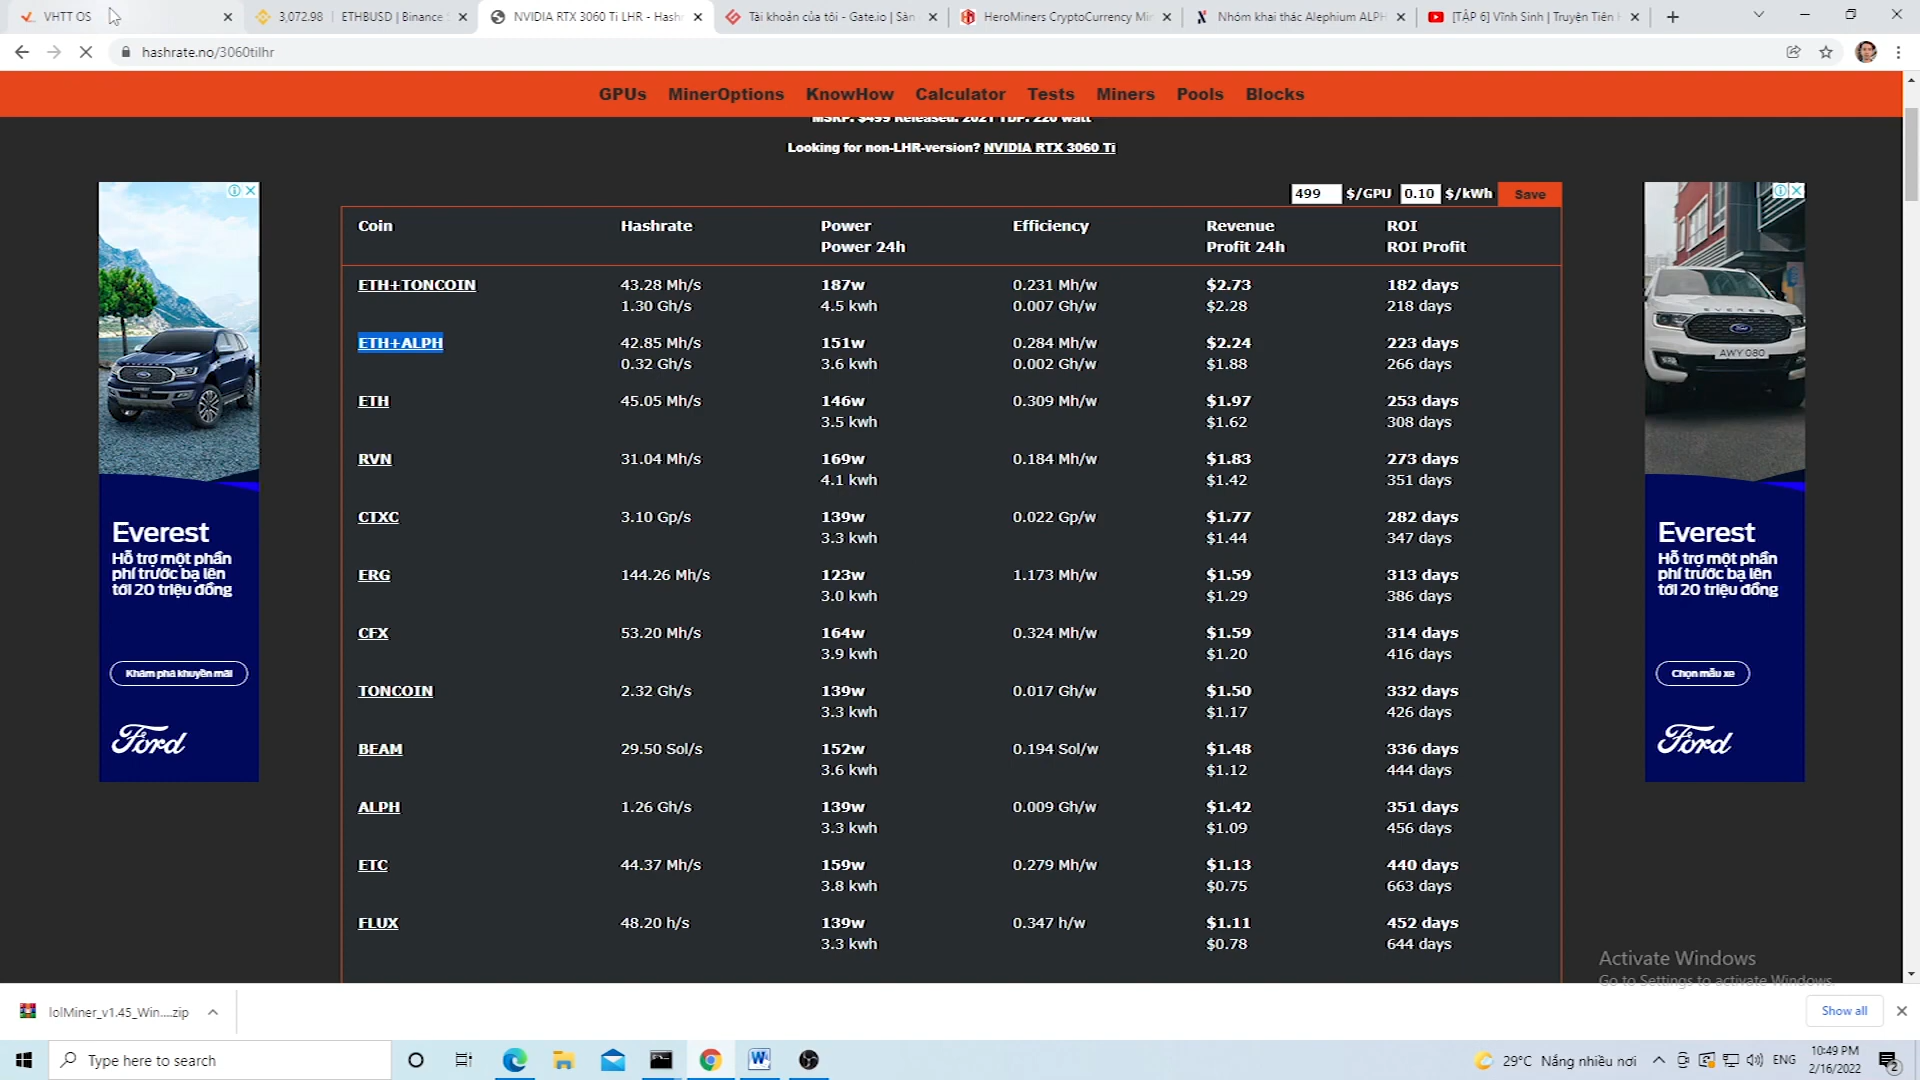 VHTT OS
3,072.98 | ETHBUSD | Binance
NVIDIA RTX 3060 Ti LHR - Hashr
Tài khoản của tôi - Gate.io | Sàn
HeroMiners CryptoCurrency Min
Nhóm khai thác Alephium ALPH
[TẬP 6] Vĩnh Sinh | Truyện Tiên
hashrate.no/3060tilhr
GPUs MinerOptions KnowHow Calculator Tests Miners Pools Blocks
MSRP: $499 Released: 2021 TDP: 220 watt
Looking for non-LHR-version? NVIDIA RTX 3060 Ti
499 $/GPU 0.10 $/kWh Save
Coin Hashrate Power Efficiency Revenue ROI
Power 24h Profit 24h ROI Profit
ETH+TONCOIN 43.28 Mh/s 187w 0.231 Mh/w $2.73 182 days
1.30 Gh/s 4.5 kwh 0.007 Gh/w $2.28 218 days
ETH+ALPH 42.85 Mh/s 151w 0.284 Mh/w $2.24 223 days
0.32 Gh/s 3.6 kwh 0.002 Gh/w $1.88 266 days
ETH 45.05 Mh/s 146w 0.309 Mh/w $1.97 253 days
3.5 kwh $1.62 308 days
RVN 31.04 Mh/s 169w 0.184 Mh/w $1.83 273 days
4.1 kwh $1.42 351 days
CTXC 3.10 Gp/s 139w 0.022 Gp/w $1.77 282 days
3.3 kwh $1.44 347 days
ERG 144.26 Mh/s 123w 1.173 Mh/w $1.59 313 days
3.0 kwh $1.29 386 days
CFX 53.20 Mh/s 164w 0.324 Mh/w $1.59 314 days
3.9 kwh $1.20 416 days
TONCOIN 2.32 Gh/s 139w 0.017 Gh/w $1.50 332 days
3.3 kwh $1.17 426 days
BEAM 29.50 Sol/s 152w 0.194 Sol/w $1.48 336 days
3.6 kwh $1.12 444 days
ALPH 1.26 Gh/s 139w 0.009 Gh/w $1.42 351 days
3.3 kwh $1.09 456 days
ETC 44.37 Mh/s 159w 0.279 Mh/w $1.13 440 days
3.8 kwh $0.75 663 days
FLUX 48.20 h/s 139w 0.347 h/w $1.11 452 days
3.3 kwh $0.78 644 days
Everest
Hỗ trợ một phần
phí trước bạ lên
tới 20 triệu đồng
Khám phá khuyến mãi
Ford
EVEREST
AWY 080
Everest
Hỗ trợ một phần
phí trước bạ lên
tới 20 triệu đồng
Chọn mẫu xe
Ford
Activate Windows
Go to Settings to activate Windows.
lolMiner_v1.45_Win....zip
Show all
Type here to search
29°C Nắng nhiều nơi
ENG
10:49 PM
2/16/2022
2